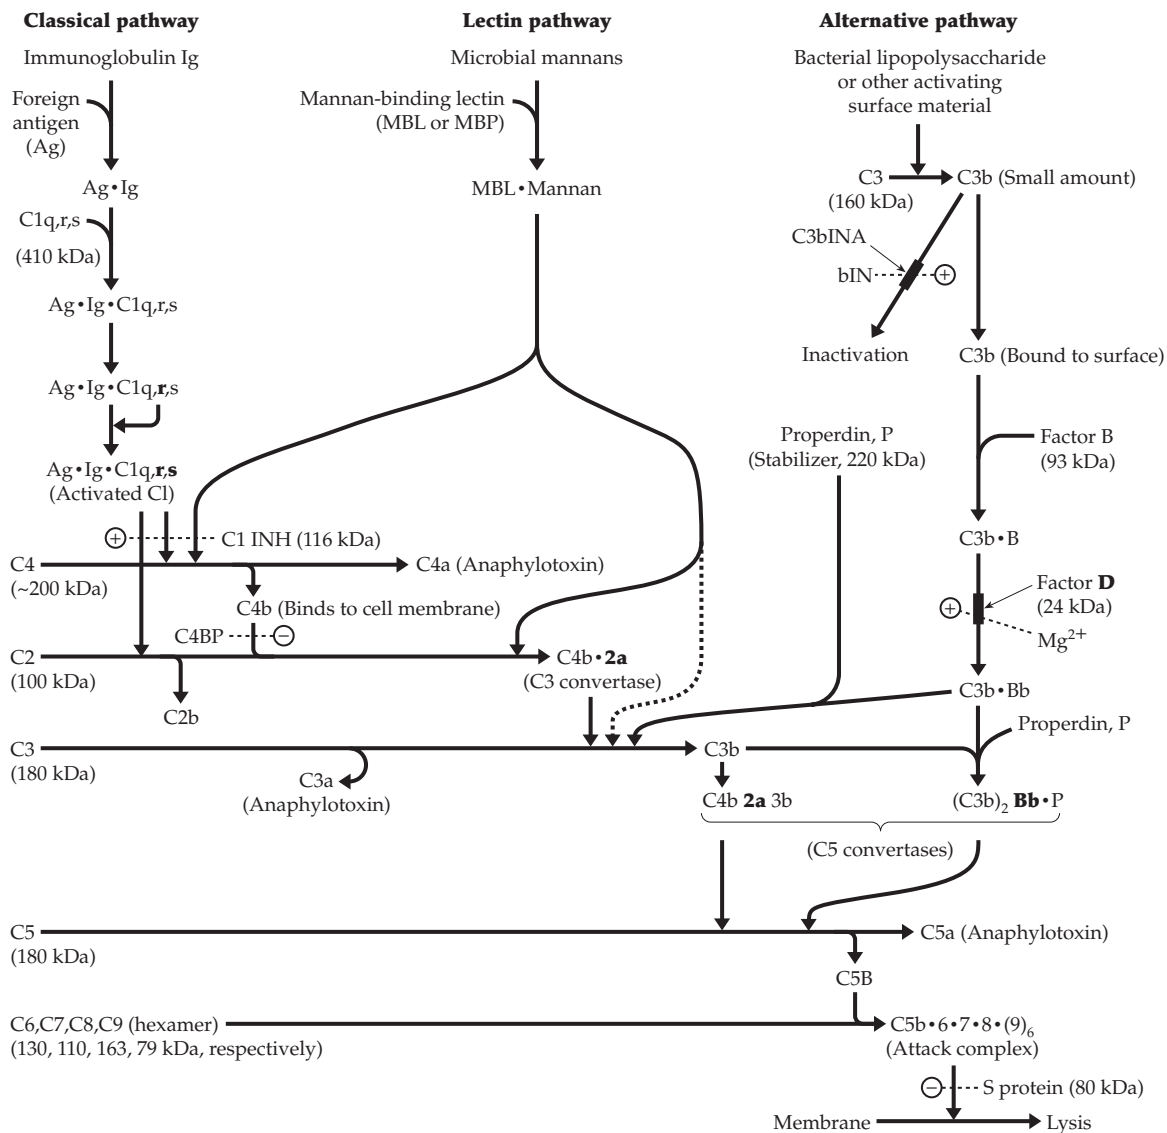 Classical pathway
Lectin pathway
Alternative pathway
Immunoglobulin Ig
Microbial mannans
Bacterial lipopolysaccharide
or other activating
surface material
Foreign
antigen
(Ag)
Mannan-binding lectin
(MBL or MBP)
Ag•Ig
MBL•Mannan
C3
(160 kDa)
C3b (Small amount)
C1q,r,s
(410 kDa)
C3bINA
bIN
+
Ag•Ig•C1q,r,s
Inactivation
C3b (Bound to surface)
Ag•Ig•C1q,r,s
Properdin, P
(Stabilizer, 220 kDa)
Factor B
(93 kDa)
Ag•Ig•C1q,r,s
(Activated Cl)
+
C1 INH (116 kDa)
C3b•B
C4
(~200 kDa)
C4a (Anaphylotoxin)
C4b (Binds to cell membrane)
Factor D
(24 kDa)
+
Mg2+
C4BP
−
C2
(100 kDa)
C4b•2a
(C3 convertase)
C2b
C3b•Bb
Properdin, P
C3
(180 kDa)
C3b
C3a
(Anaphylotoxin)
C4b 2a 3b
(C3b)2 Bb•P
(C5 convertases)
C5
(180 kDa)
C5a (Anaphylotoxin)
C5B
C6,C7,C8,C9 (hexamer)
(130, 110, 163, 79 kDa, respectively)
C5b•6•7•8•(9)6
(Attack complex)
−
S protein (80 kDa)
Membrane
Lysis